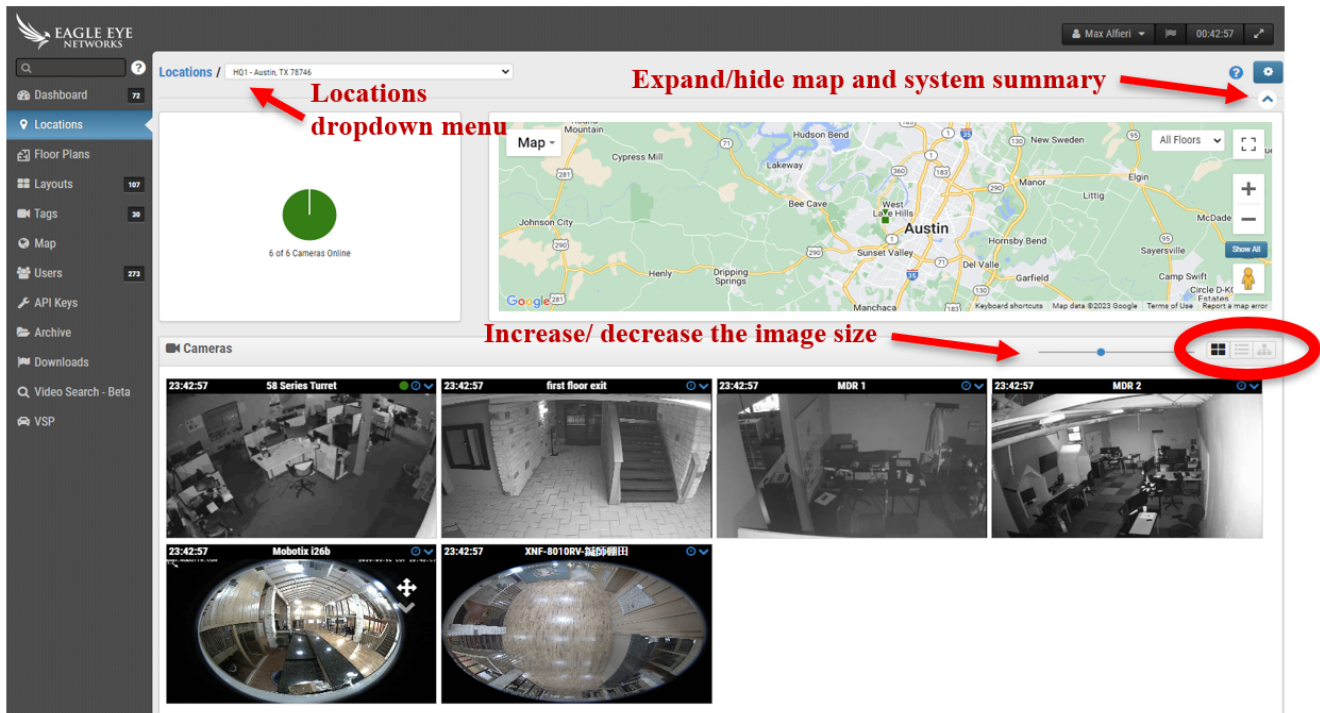 EAGLE EYE
NETWORKS
Max Alfieri
00:42:57
?
Dashboard 72
Locations
Floor Plans
Layouts 107
Tags 30
Map
Users 273
API Keys
Archive
Downloads
Video Search - Beta
VSP
Locations / HQ1 - Austin, TX 78746
?
Expand/hide map and system summary
Locations
dropdown menu
6 of 6 Cameras Online
Map
All Floors
Mountain
Hudson Bend
New Sweden
Cypress Mill
Lakeway
Elgin
Manor
Littig
Bee Cave
West
Lake Hills
McDade
Johnson City
Austin
Hornsby Bend
Sunset Valley
Sayersville
Show All
Del Valle
Henly
Dripping
Springs
Garfield
Camp Swift
Circle D-KC
Estates
Google
Manchaca
Keyboard shortcuts
Map data ©2023 Google
Terms of Use
Report a map error
Increase/ decrease the image size
Cameras
23:42:57 58 Series Turret
23:42:57 first floor exit
23:42:57 MDR 1
23:42:57 MDR 2
23:42:57 Mobotix i26b
23:42:57 XNF-8010RV-